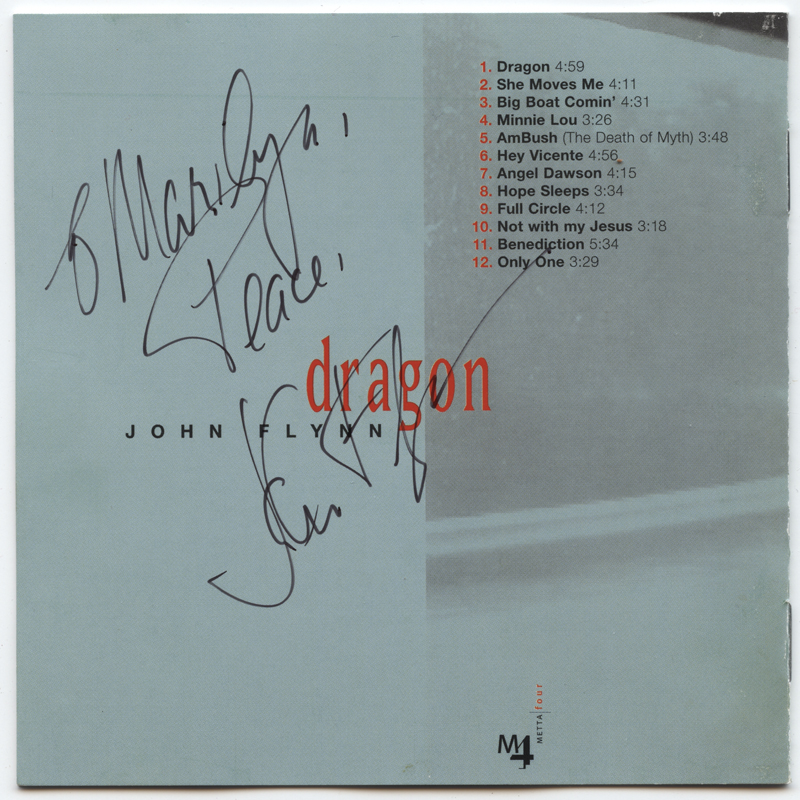 To Marilyn,
Peace,
John Flynn
dragon
JOHN FLYNN
1. Dragon 4:59
2. She Moves Me 4:11
3. Big Boat Comin' 4:31
4. Minnie Lou 3:26
5. AmBush (The Death of Myth) 3:48
6. Hey Vicente 4:56
7. Angel Dawson 4:15
8. Hope Sleeps 3:34
9. Full Circle 4:12
10. Not with my Jesus 3:18
11. Benediction 5:34
12. Only One 3:29
M4
METTA|four